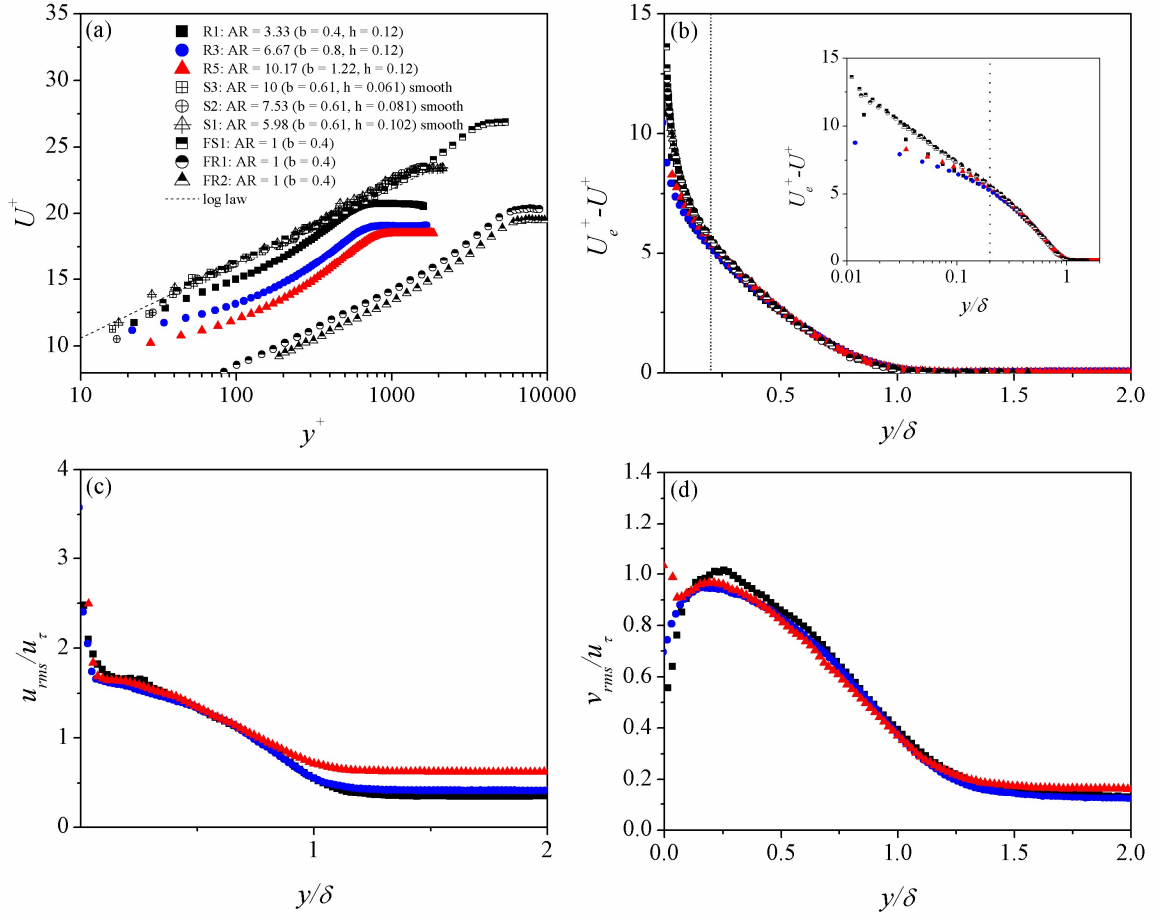 (a)
R1: AR = 3.33 (b = 0.4, h = 0.12)
R3: AR = 6.67 (b = 0.8, h = 0.12)
R5: AR = 10.17 (b = 1.22, h = 0.12)
S3: AR = 10 (b = 0.61, h = 0.061) smooth
S2: AR = 7.53 (b = 0.61, h = 0.081) smooth
S1: AR = 5.98 (b = 0.61, h = 0.102) smooth
FS1: AR = 1 (b = 0.4)
FR1: AR = 1 (b = 0.4)
FR2: AR = 1 (b = 0.4)
log law
35
30
25
20
15
10
U+
10 100 1000 10000
y+
(b)
15
10
5
0
Ue+-U+
0.5 1.0 1.5 2.0
y/δ
15
10
5
0
Ue+-U+
0.01 0.1 1
y/δ
(c)
4
3
2
1
0
urms/uτ
1 2
y/δ
(d)
1.4
1.2
1.0
0.8
0.6
0.4
0.2
0.0
vrms/uτ
0.0 0.5 1.0 1.5 2.0
y/δ